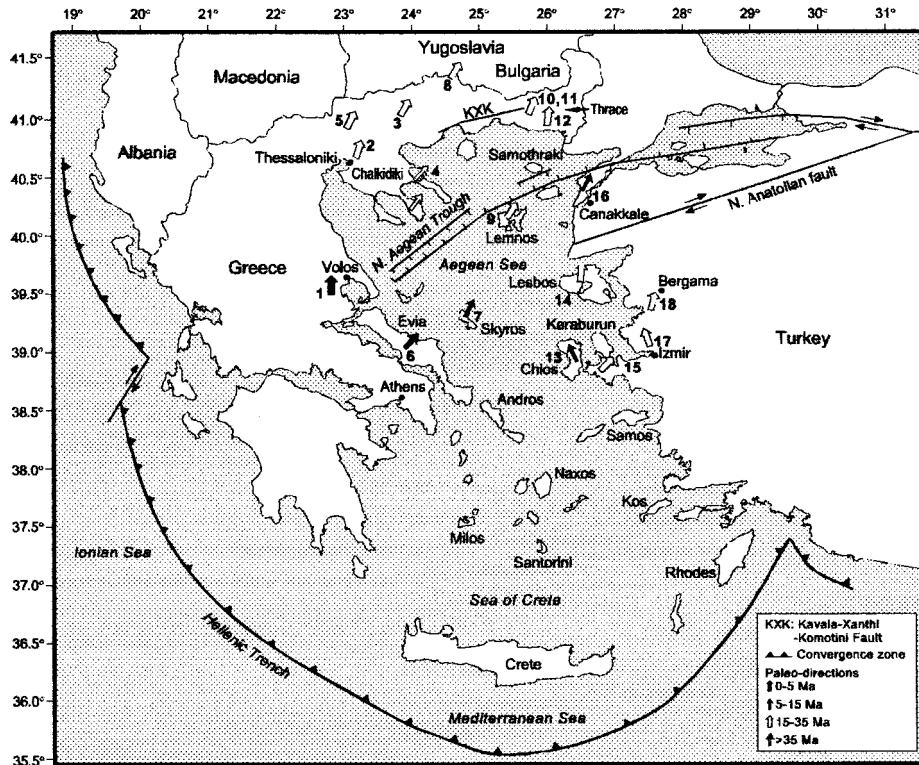 19° 20° 21° 22° 23° 24° 25° 26° 27° 28° 29° 30° 31°
41.5°
41.0°
40.5°
40.0°
39.5°
39.0°
38.5°
38.0°
37.5°
37.0°
36.5°
36.0°
35.5°
Yugoslavia
Macedonia
Bulgaria
8
10,11
KXK
Thrace
5
3
12
Albania
2
Thessaloniki
Samothraki
Chalkidiki
4
16
Canakkale
N. Anatolian fault
9
Lemnos
N. Aegean Trough
Aegean Sea
Greece
Volos
1
Lesbos
14
Bergama
18
Evia
7
Skyros
Karaburun
Turkey
6
13
17
Izmir
Chios
15
Athens
Andros
Samos
Naxos
Kos
Milos
Ionian Sea
Santorini
Rhodes
Sea of Crete
Hellenic Trench
Crete
Mediterranean Sea
KXK: Kavala-Xanthi
-Komotini Fault
Convergence zone
Paleo-directions
0-5 Ma
5-15 Ma
15-35 Ma
>35 Ma